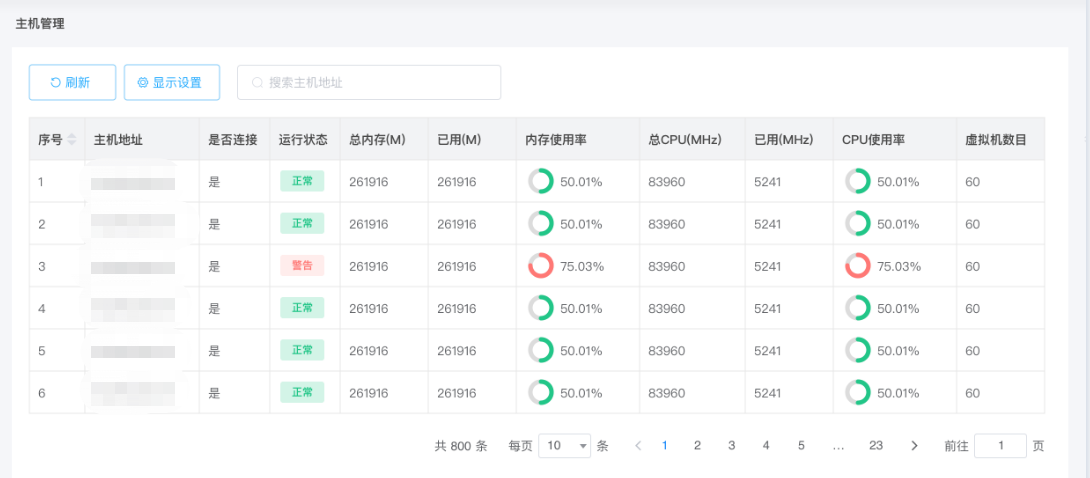 主机管理
刷新 显示设置 搜索主机地址
序号 主机地址 是否连接 运行状态 总内存(M) 已用(M) 内存使用率 总CPU(MHz) 已用(MHz) CPU使用率 虚拟机数目
1 是 正常 261916 261916 50.01% 83960 5241 50.01% 60
2 是 正常 261916 261916 50.01% 83960 5241 50.01% 60
3 是 警告 261916 261916 75.03% 83960 5241 75.03% 60
4 是 正常 261916 261916 50.01% 83960 5241 50.01% 60
5 是 正常 261916 261916 50.01% 83960 5241 50.01% 60
6 是 正常 261916 261916 50.01% 83960 5241 50.01% 60
共 800 条 每页 10 条 < 1 2 3 4 5 ... 23 > 前往 1 页